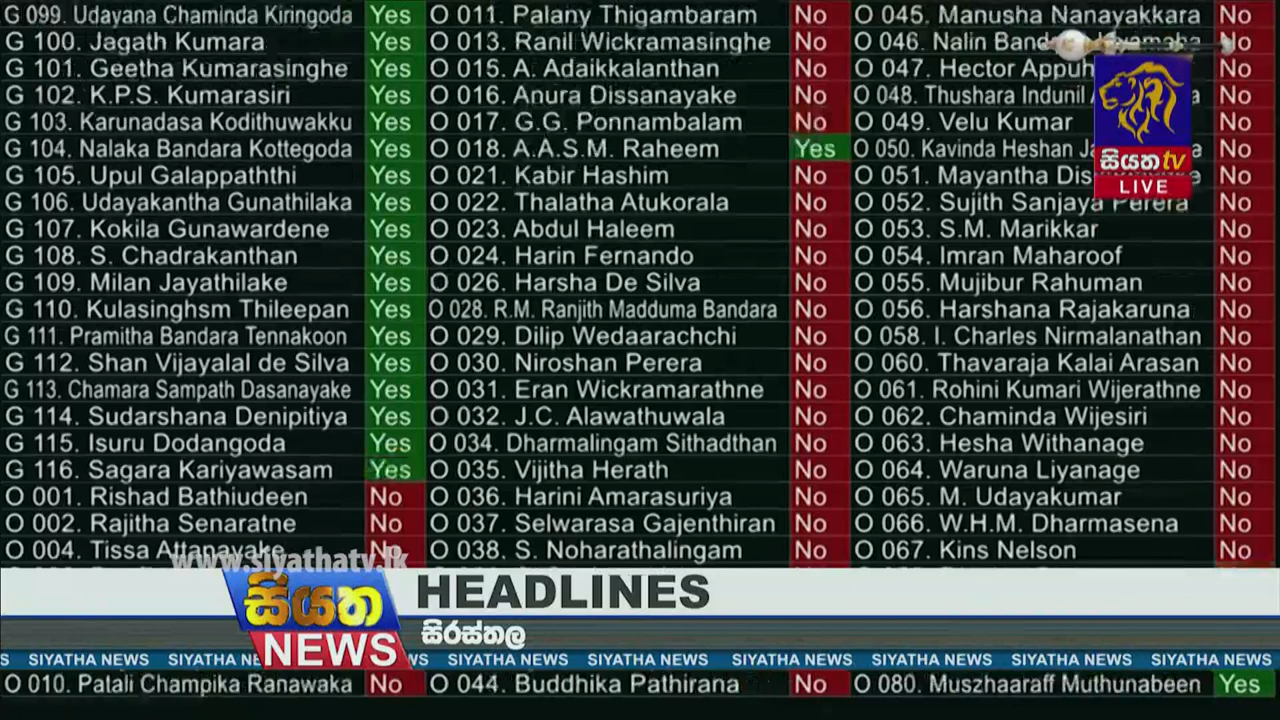 G 099. Udayana Chaminda Kiringoda Yes
G 100. Jagath Kumara Yes
G 101. Geetha Kumarasinghe Yes
G 102. K.P.S. Kumarasiri Yes
G 103. Karunadasa Kodithuwakku Yes
G 104. Nalaka Bandara Kottegoda Yes
G 105. Upul Galappaththi Yes
G 106. Udayakantha Gunathilaka Yes
G 107. Kokila Gunawardene Yes
G 108. S. Chadrakanthan Yes
G 109. Milan Jayathilake Yes
G 110. Kulasinghsm Thileepan Yes
G 111. Pramitha Bandara Tennakoon Yes
G 112. Shan Vijayalal de Silva Yes
G 113. Chamara Sampath Dasanayake Yes
G 114. Sudarshana Denipitiya Yes
G 115. Isuru Dodangoda Yes
G 116. Sagara Kariyawasam Yes
O 001. Rishad Bathiudeen No
O 002. Rajitha Senaratne No
O 004. Tissa Attanayake No
O 010. Patali Champika Ranawaka No
O 011. Palany Thigambaram No
O 013. Ranil Wickramasinghe No
O 015. A. Adaikkalanthan No
O 016. Anura Dissanayake No
O 017. G.G. Ponnambalam No
O 018. A.A.S.M. Raheem Yes
O 021. Kabir Hashim No
O 022. Thalatha Atukorala No
O 023. Abdul Haleem No
O 024. Harin Fernando No
O 026. Harsha De Silva No
O 028. R.M. Ranjith Madduma Bandara No
O 029. Dilip Wedaarachchi No
O 030. Niroshan Perera No
O 031. Eran Wickramarathne No
O 032. J.C. Alawathuwala No
O 034. Dharmalingam Sithadthan No
O 035. Vijitha Herath No
O 036. Harini Amarasuriya No
O 037. Selwarasa Gajenthiran No
O 038. S. Noharathalingam No
O 044. Buddhika Pathirana No
O 045. Manusha Nanayakkara No
O 046. Nalin No
O 047. Hector No
O 048. Thushara Indunil No
O 049. Velu Kumar No
O 050. Kavinda Heshan No
O 051. Mayantha No
O 052. Sujith Sanjaya Perera No
O 053. S.M. Marikkar No
O 054. Imran Maharoof No
O 055. Mujibur Rahuman No
O 056. Harshana Rajakaruna No
O 058. I. Charles Nirmalanathan No
O 060. Thavaraja Kalai Arasan No
O 061. Rohini Kumari Wijerathne No
O 062. Chaminda Wijesiri No
O 063. Hesha Withanage No
O 064. Waruna Liyanage No
O 065. M. Udayakumar No
O 066. W.H.M. Dharmasena No
O 067. Kins Nelson No
O 080. Muszhaaraff Muthunabeen Yes
සියත tv
LIVE
www.siyathatv.lk
සියත
NEWS
HEADLINES
සිරස්තල
SIYATHA NEWS SIYATHA NEWS SIYATHA NEWS SIYATHA NEWS SIYATHA NEWS SIYATHA NEWS SIYATHA NEWS SIYATHA NEWS